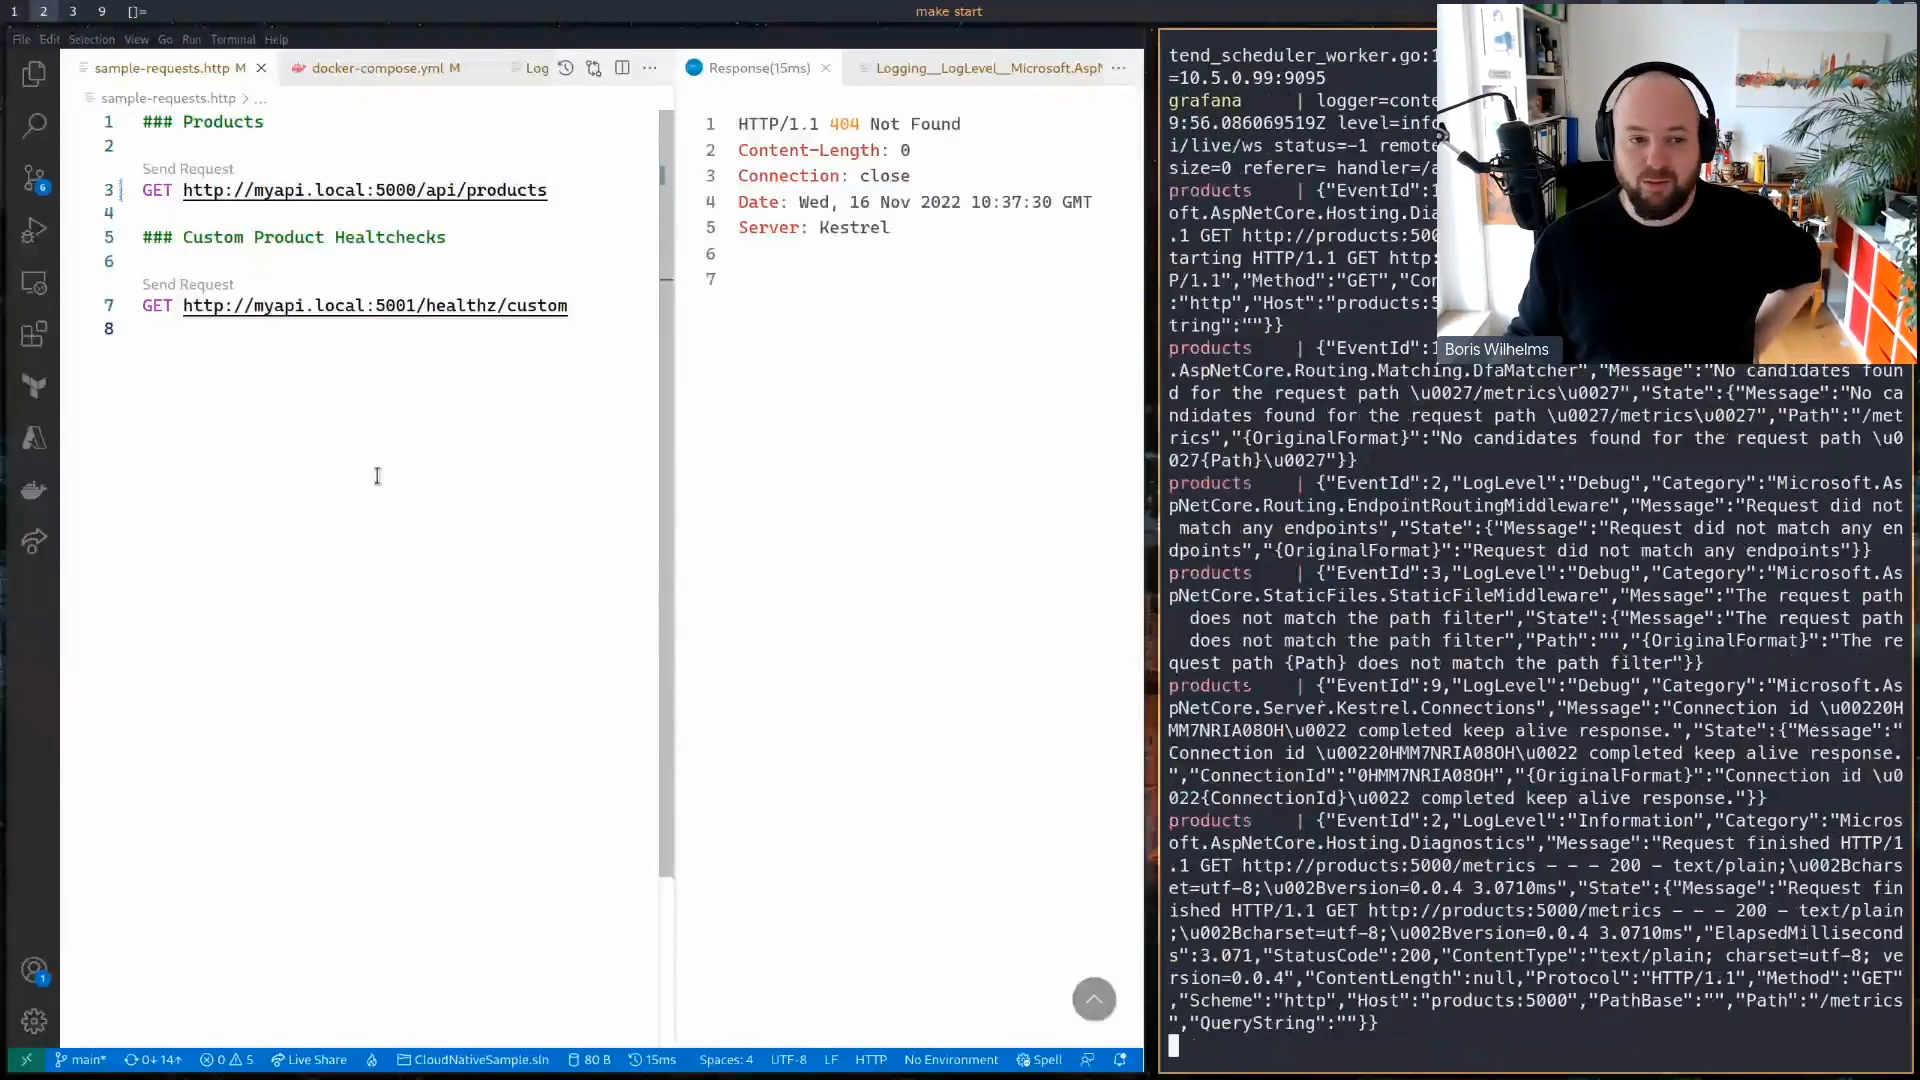 1 2 3 9 []=
make start
File Edit Selection View Go Run Terminal Help
sample-requests.http M
docker-compose.yml M
Log
Response(15ms)
Logging__LogLevel__Microsoft.AspN
sample-requests.http > ...
1 ### Products
2
Send Request
3 GET http://myapi.local:5000/api/products
4
5 ### Custom Product Healtchecks
6
Send Request
7 GET http://myapi.local:5001/healthz/custom
8
1 HTTP/1.1 404 Not Found
2 Content-Length: 0
3 Connection: close
4 Date: Wed, 16 Nov 2022 10:37:30 GMT
5 Server: Kestrel
6
7
tend_scheduler_worker.go:1
=10.5.0.99:9095
grafana | logger=conte
9:56.086069519Z level=info
i/live/ws status=-1 remote
size=0 referer= handler=/a
products | {"EventId":1
oft.AspNetCore.Hosting.Dia
.1 GET http://products:500
tarting HTTP/1.1 GET http:
P/1.1","Method":"GET","Con
:"http","Host":"products:5
tring":""}}
products | {"EventId":1
.AspNetCore.Routing.Matching.DfaMatcher","Message":"No candidates foun
d for the request path \u0027/metrics\u0027","State":{"Message":"No ca
ndidates found for the request path \u0027/metrics\u0027","Path":"/met
rics","{OriginalFormat}":"No candidates found for the request path \u0
027{Path}\u0027"}}
products | {"EventId":2,"LogLevel":"Debug","Category":"Microsoft.As
pNetCore.Routing.EndpointRoutingMiddleware","Message":"Request did not
match any endpoints","State":{"Message":"Request did not match any en
dpoints","{OriginalFormat}":"Request did not match any endpoints"}}
products | {"EventId":3,"LogLevel":"Debug","Category":"Microsoft.As
pNetCore.StaticFiles.StaticFileMiddleware","Message":"The request path
does not match the path filter","State":{"Message":"The request path
does not match the path filter","Path":"","{OriginalFormat}":"The re
quest path {Path} does not match the path filter"}}
products | {"EventId":9,"LogLevel":"Debug","Category":"Microsoft.As
pNetCore.Server.Kestrel.Connections","Message":"Connection id \u00220H
MM7NRIA08OH\u0022 completed keep alive response.","State":{"Message":"
Connection id \u00220HMM7NRIA08OH\u0022 completed keep alive response.
","ConnectionId":"0HMM7NRIA08OH","{OriginalFormat}":"Connection id \u0
022{ConnectionId}\u0022 completed keep alive response."}}
products | {"EventId":2,"LogLevel":"Information","Category":"Micros
oft.AspNetCore.Hosting.Diagnostics","Message":"Request finished HTTP/1
.1 GET http://products:5000/metrics - - - 200 - text/plain;\u002Bchars
et=utf-8;\u002Bversion=0.0.4 3.0710ms","State":{"Message":"Request fin
ished HTTP/1.1 GET http://products:5000/metrics - - - 200 - text/plain
;\u002Bcharset=utf-8;\u002Bversion=0.0.4 3.0710ms","ElapsedMillisecond
s":3.071,"StatusCode":200,"ContentType":"text/plain; charset=utf-8; ve
rsion=0.0.4","ContentLength":null,"Protocol":"HTTP/1.1","Method":"GET"
,"Scheme":"http","Host":"products:5000","PathBase":"","Path":"/metrics
","QueryString":""}}
Boris Wilhelms
6
1
main* 0↓ 14↑ 0 5 Live Share CloudNativeSample.sln 80 B 15ms Spaces: 4 UTF-8 LF HTTP No Environment Spell